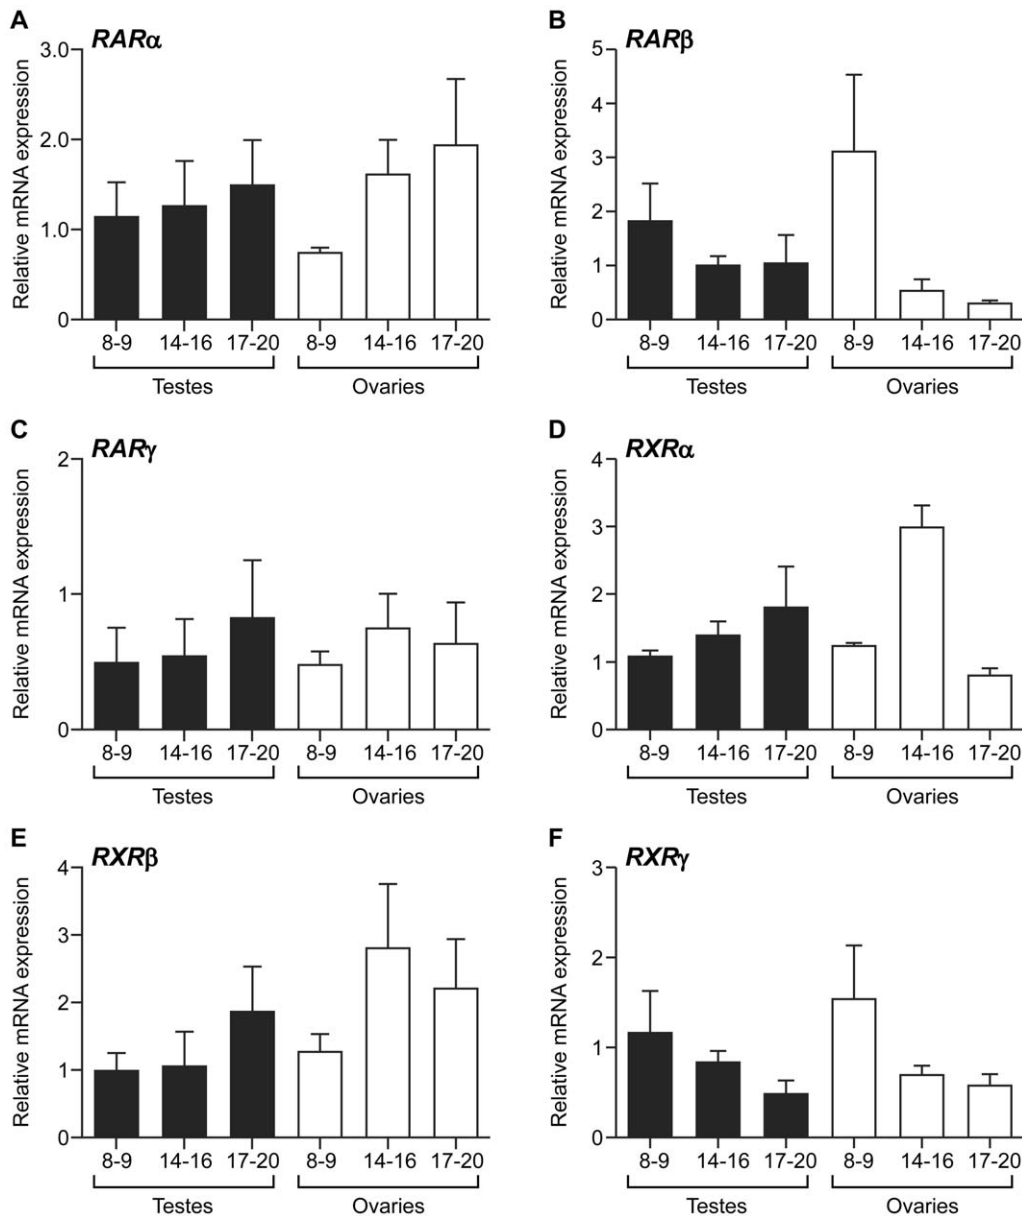 A
RARα
Relative mRNA expression
3.0
2.0
1.0
0
8-9 14-16 17-20 8-9 14-16 17-20
Testes Ovaries
B
RARβ
Relative mRNA expression
5
4
3
2
1
0
8-9 14-16 17-20 8-9 14-16 17-20
Testes Ovaries
C
RARγ
Relative mRNA expression
2
1
0
8-9 14-16 17-20 8-9 14-16 17-20
Testes Ovaries
D
RXRα
Relative mRNA expression
4
3
2
1
0
8-9 14-16 17-20 8-9 14-16 17-20
Testes Ovaries
E
RXRβ
Relative mRNA expression
4
3
2
1
0
8-9 14-16 17-20 8-9 14-16 17-20
Testes Ovaries
F
RXRγ
Relative mRNA expression
3
2
1
0
8-9 14-16 17-20 8-9 14-16 17-20
Testes Ovaries